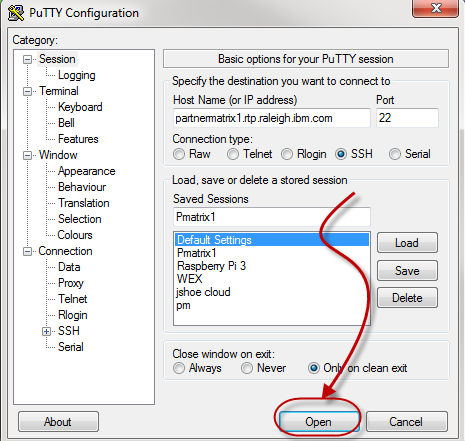 PuTTY Configuration
Category:
Session
Logging
Terminal
Keyboard
Bell
Features
Window
Appearance
Behaviour
Translation
Selection
Colours
Connection
Data
Proxy
Telnet
Rlogin
SSH
Serial
Basic options for your PuTTY session
Specify the destination you want to connect to
Host Name (or IP address) Port
partnermatrix1.rtp.raleigh.ibm.com 22
Connection type:
Raw Telnet Rlogin SSH Serial
Load, save or delete a stored session
Saved Sessions
Pmatrix1
Default Settings
Pmatrix1
Raspberry Pi 3
WEX
jshoe cloud
pm
Load
Save
Delete
Close window on exit:
Always Never Only on clean exit
About Open Cancel